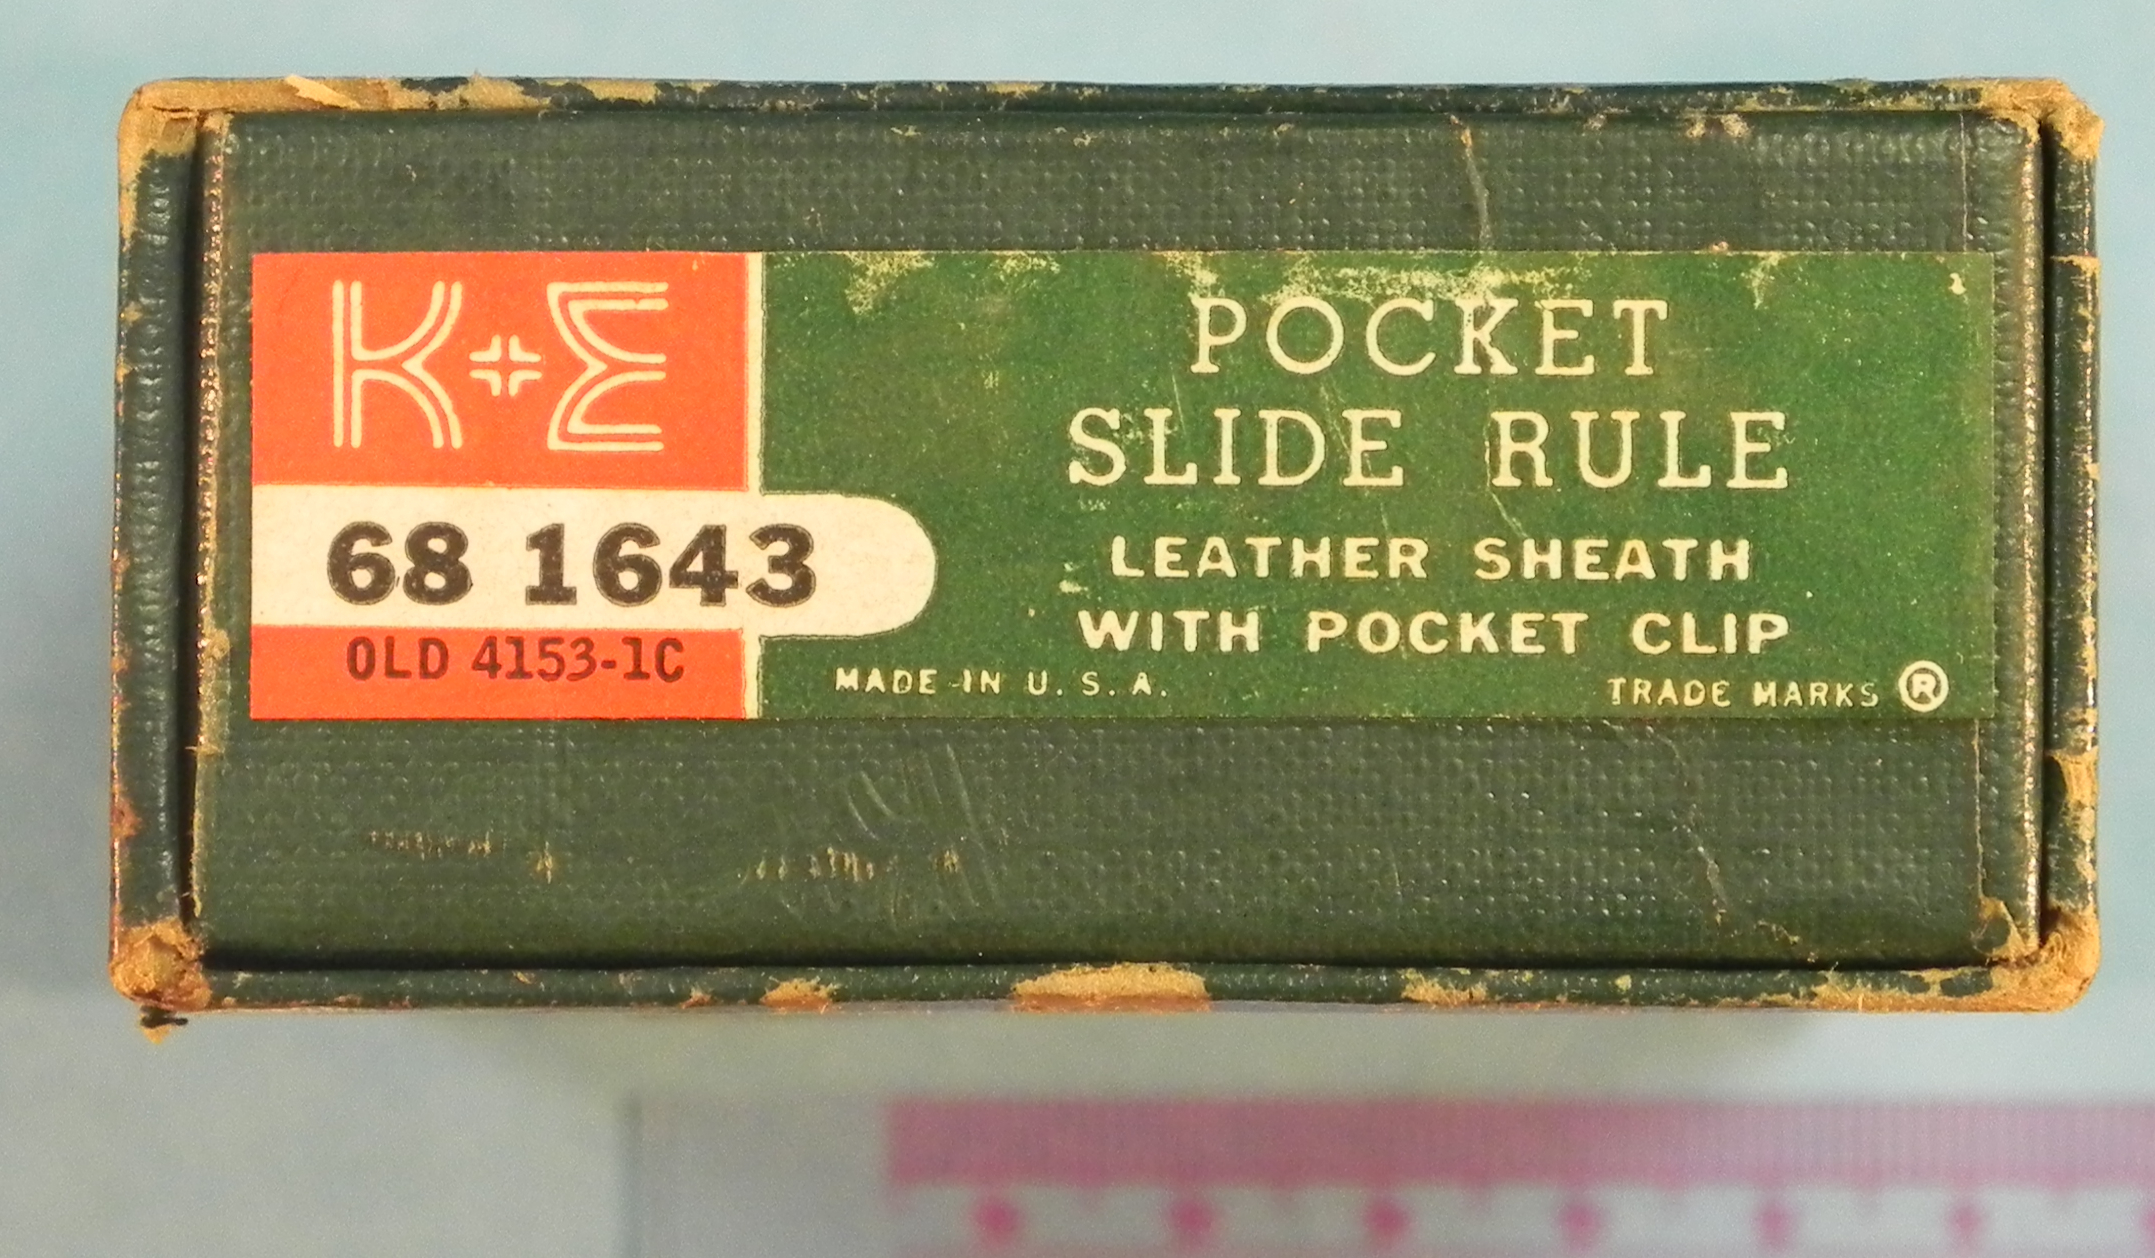 K+E
68 1643
OLD 4153-1C
POCKET
SLIDE RULE
LEATHER SHEATH
WITH POCKET CLIP
MADE IN U.S.A.
TRADE MARKS ®